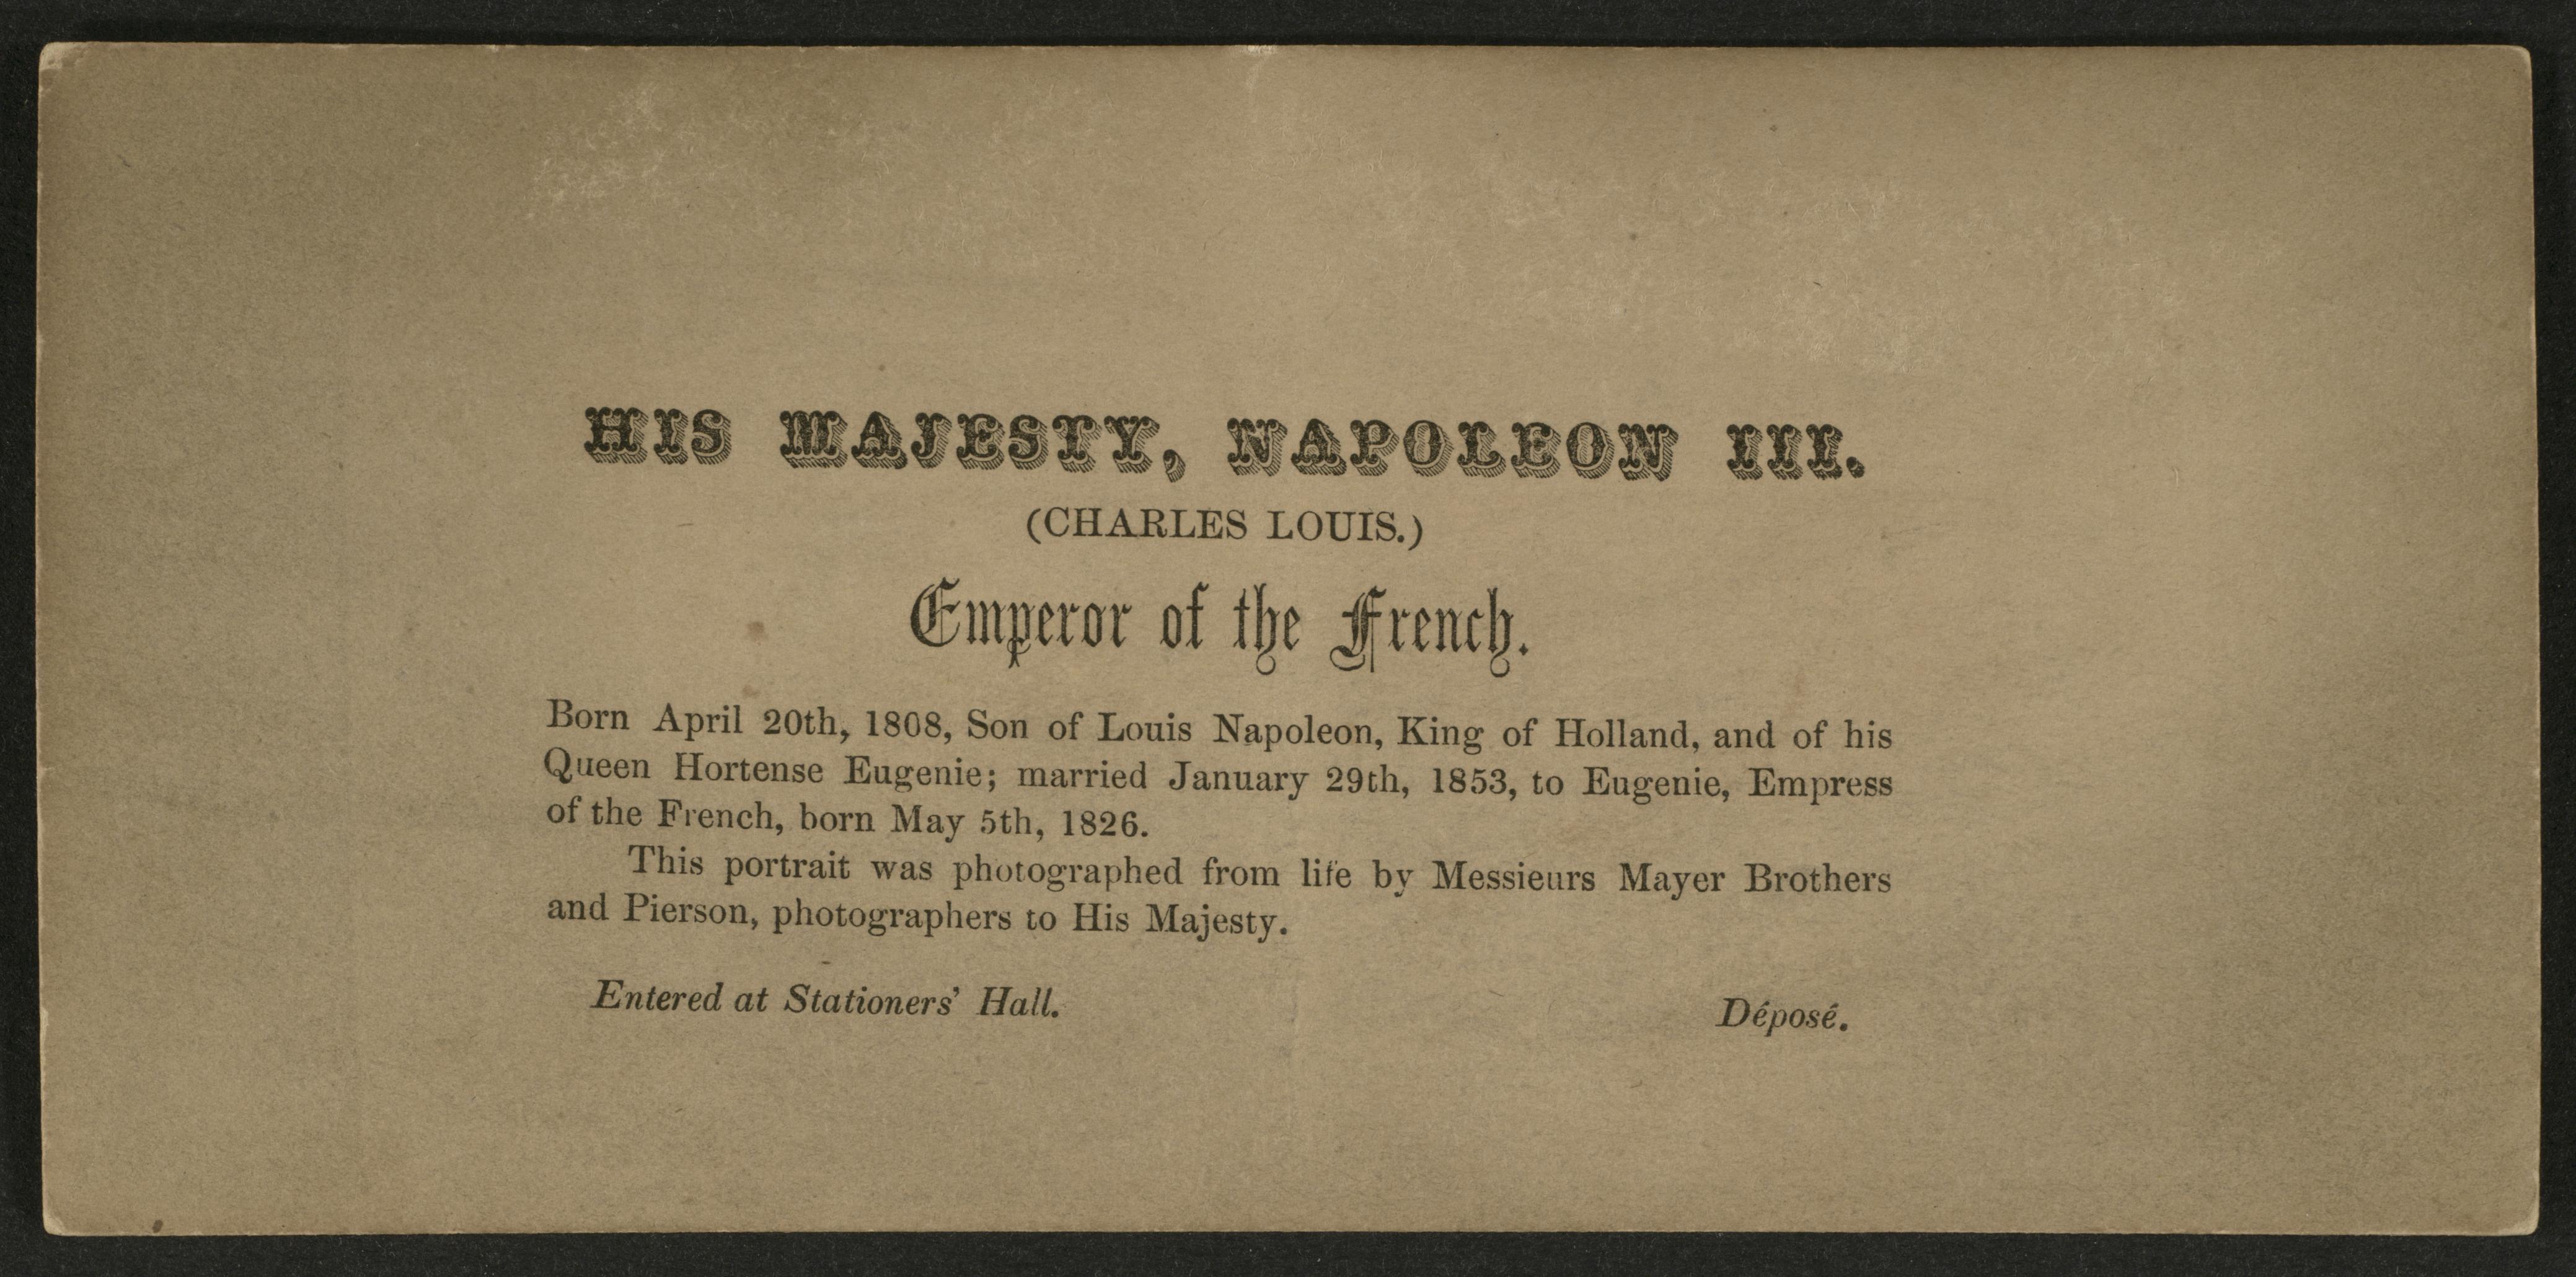 HIS MAJESTY, NAPOLEON III.
(CHARLES LOUIS.)
Emperor of the French.
Born April 20th, 1808, Son of Louis Napoleon, King of Holland, and of his
Queen Hortense Eugenie; married January 29th, 1853, to Eugenie, Empress
of the French, born May 5th, 1826.
This portrait was photographed from life by Messieurs Mayer Brothers
and Pierson, photographers to His Majesty.
Entered at Stationers' Hall. Déposé.